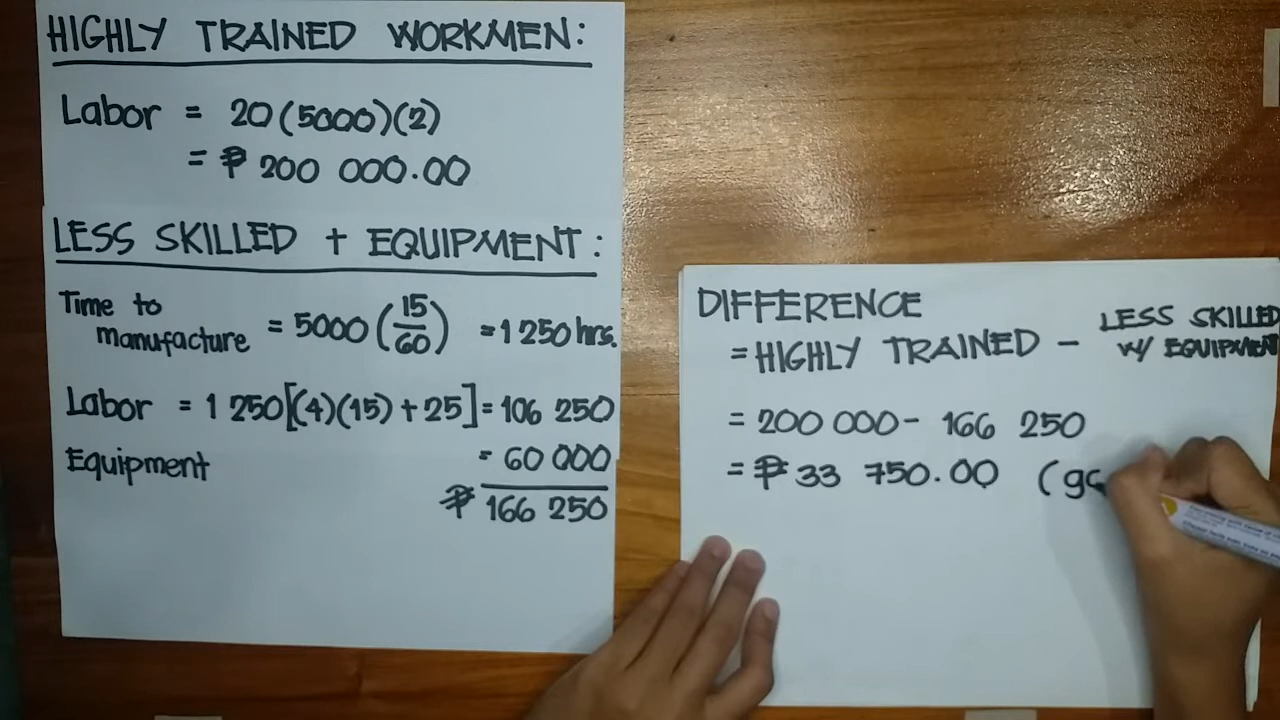 HIGHLY TRAINED WORKMEN:
Labor = 20(5000)(2)
= ₱ 200 000.00
LESS SKILLED + EQUIPMENT:
Time to manufacture = 5000 (15/60) = 1 250 hrs.
Labor = 1 250[(4)(15) + 25] = 106 250
Equipment = 60 000
₱ 166 250
DIFFERENCE
= HIGHLY TRAINED - LESS SKILLED W/ EQUIPMENT
= 200 000 - 166 250
= ₱ 33 750.00 (ga